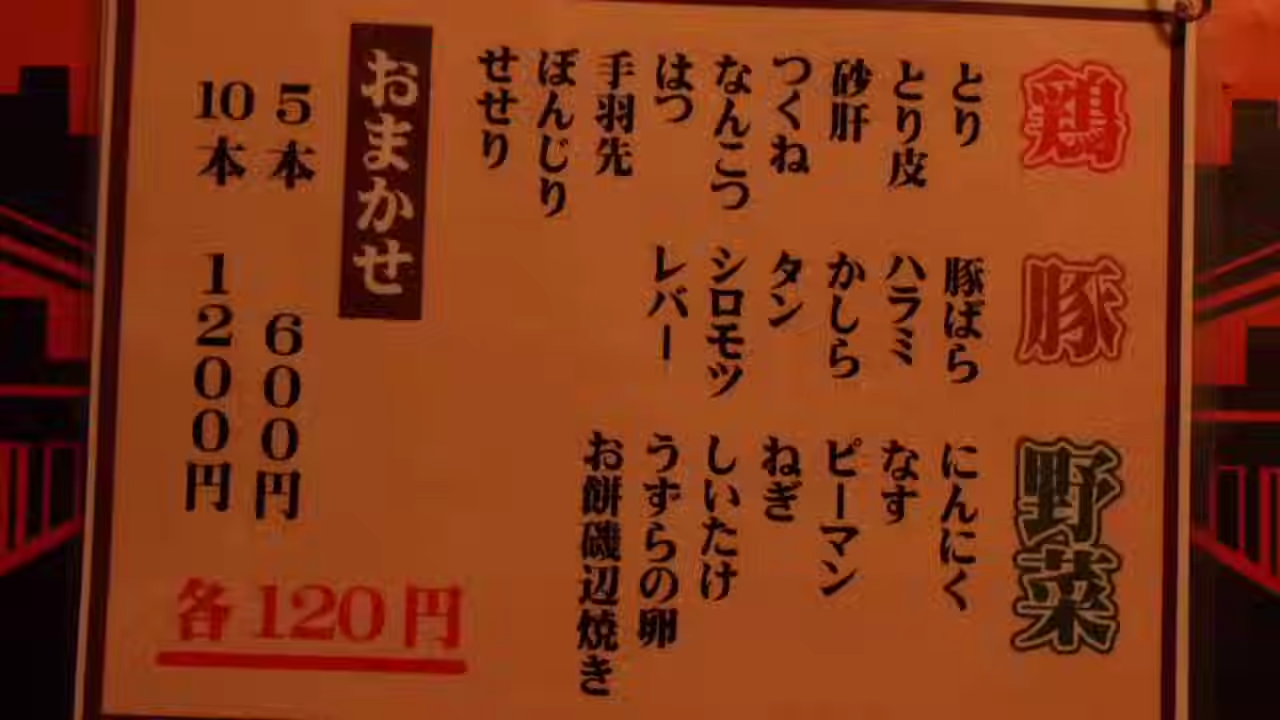 鶏
とり
とり皮
砂肝
つくね
なんこつ
はつ
手羽先
ぼんじり
せせり
豚
豚ばら
ハラミ
かしら
タン
シロモツ
レバー
野菜
にんにく
なす
ピーマン
ねぎ
しいたけ
うずらの卵
お餅磯辺焼き
おまかせ
5本 600円
10本 1200円
各120円